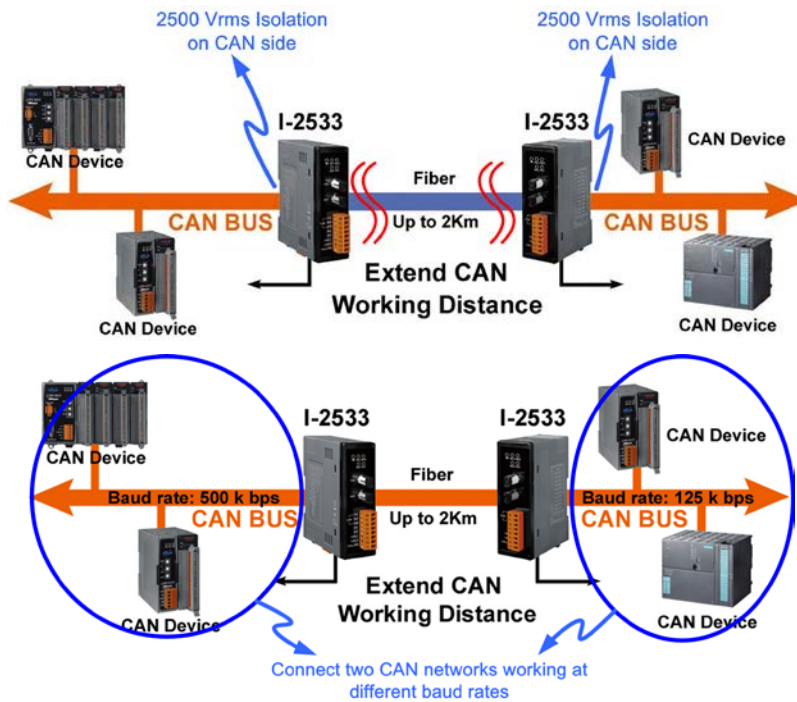 2500 Vrms Isolation
on CAN side
2500 Vrms Isolation
on CAN side
I-2533
I-2533
CAN Device
CAN Device
Fiber
CAN BUS
Up to 2Km
CAN BUS
Extend CAN
Working Distance
CAN Device
CAN Device
I-2533
I-2533
CAN Device
CAN Device
Fiber
Baud rate: 500 k bps
Baud rate: 125 k bps
CAN BUS
Up to 2Km
CAN BUS
Extend CAN
Working Distance
CAN Device
CAN Device
Connect two CAN networks working at
different baud rates